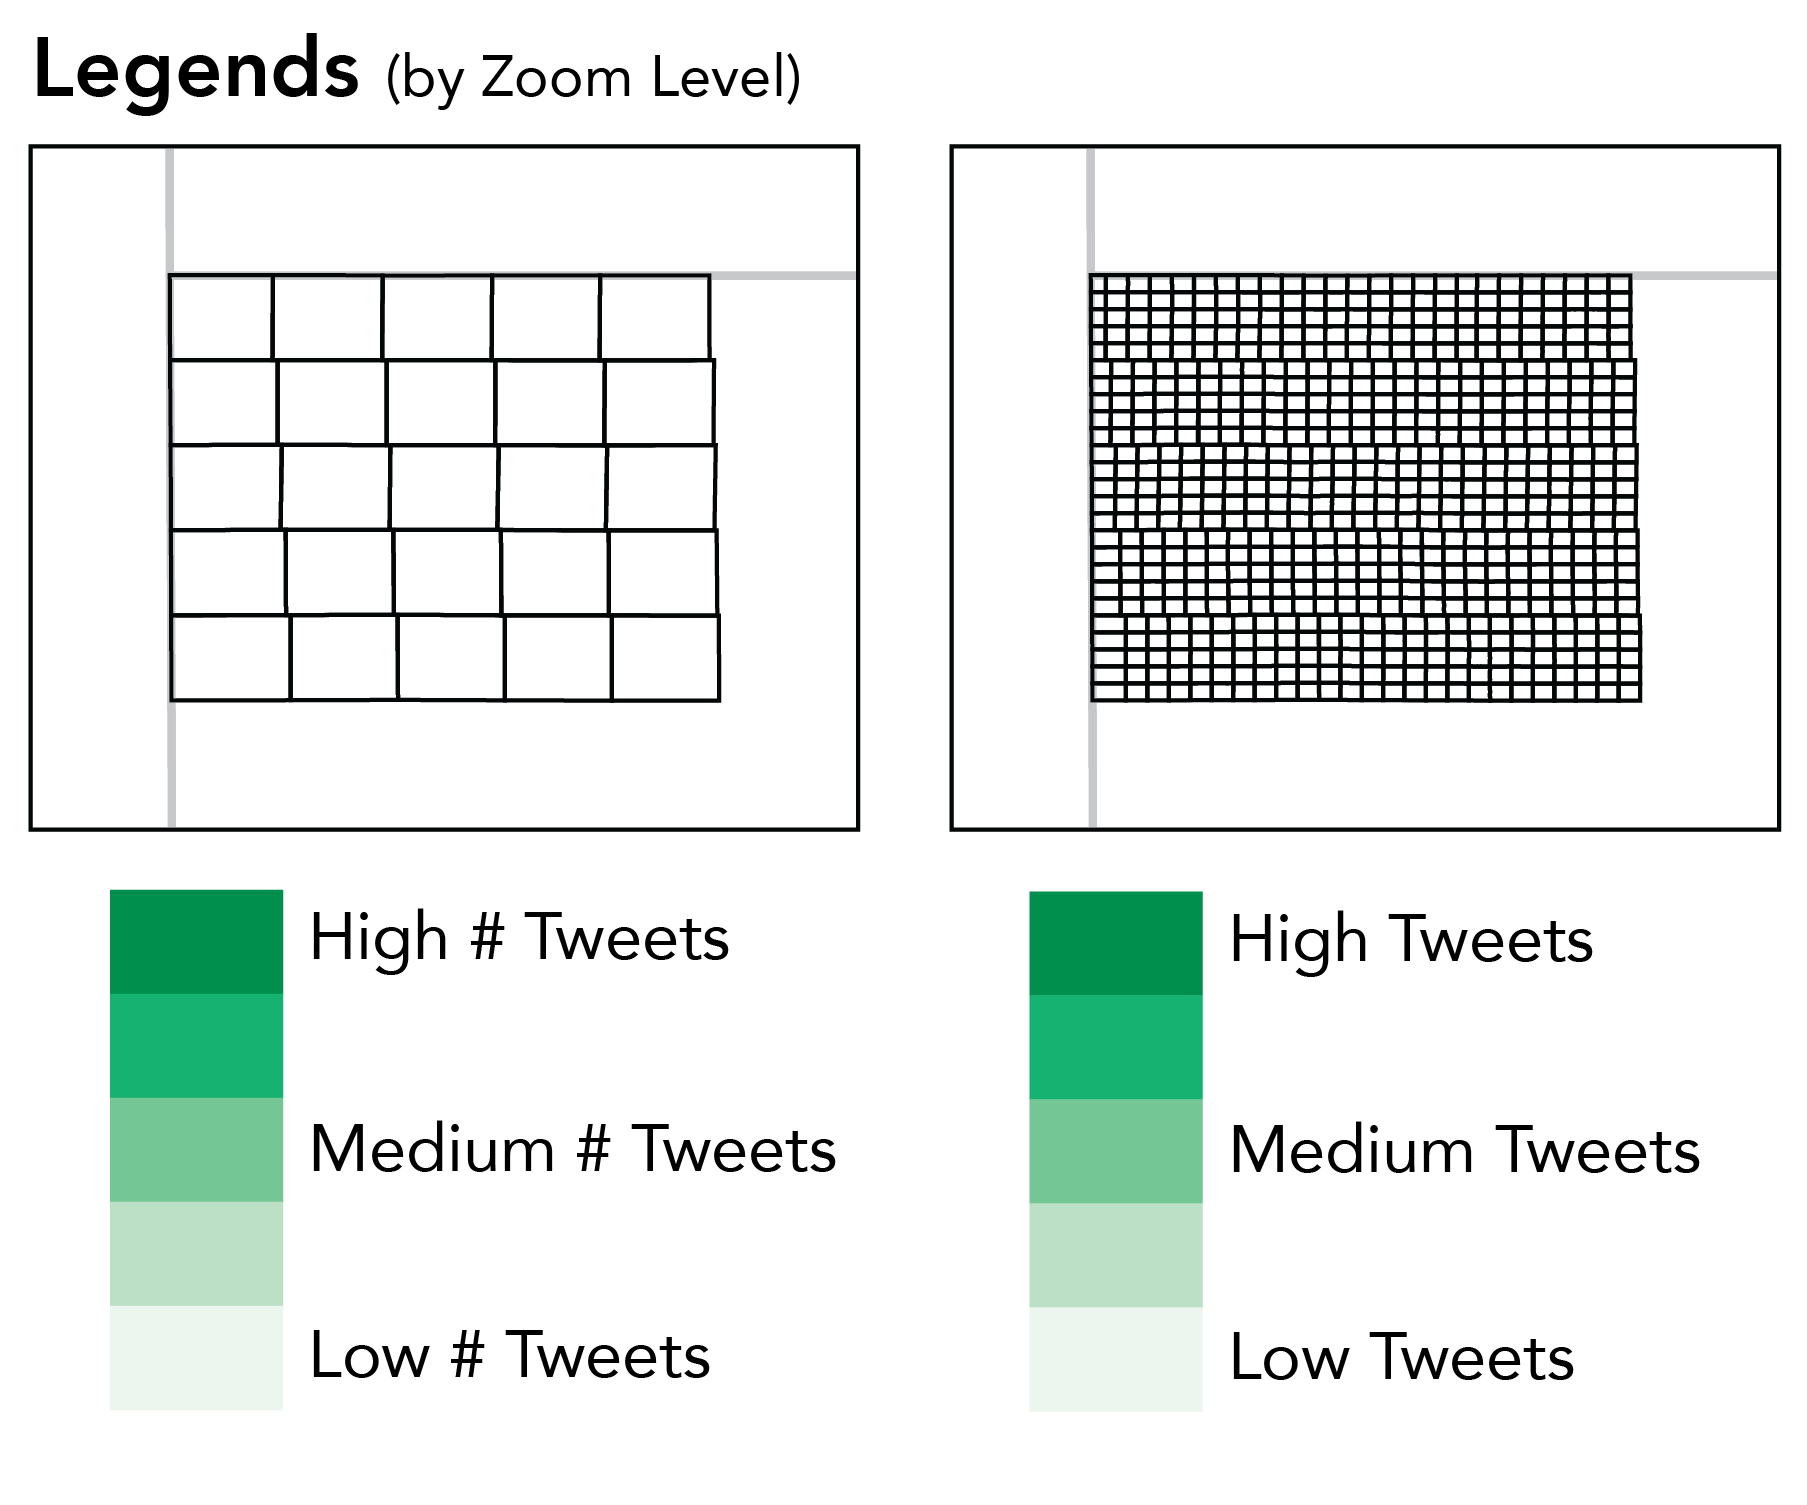 Legends (by Zoom Level)
High # Tweets
Medium # Tweets
Low # Tweets
High Tweets
Medium Tweets
Low Tweets